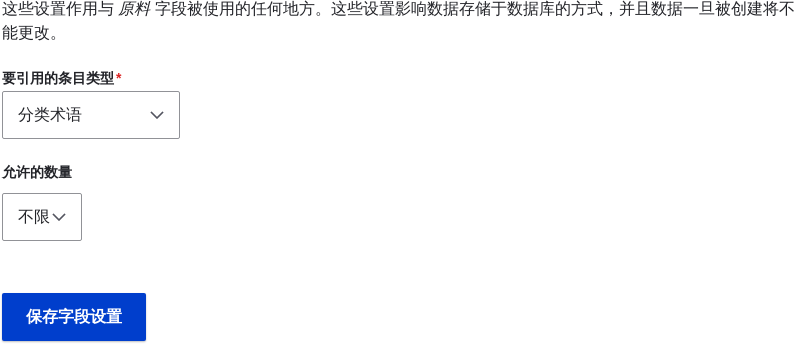 这些设置作用与 原料 字段被使用的任何地方。这些设置影响数据存储于数据库的方式，并且数据一旦被创建将不
能更改。
要引用的条目类型*
分类术语
允许的数量
不限
保存字段设置